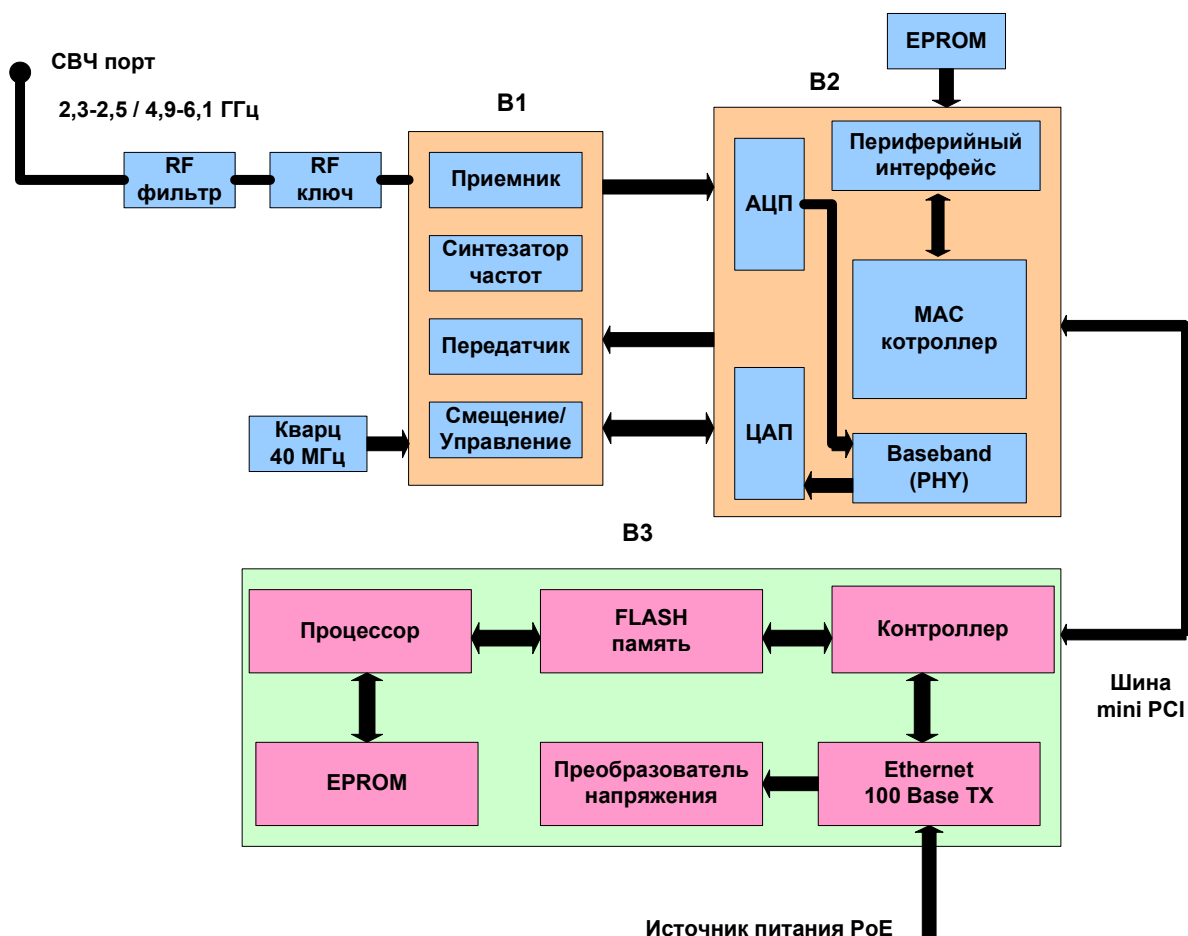 EPROM
СВЧ порт
B2
2,3-2,5 / 4,9-6,1 ГГц
B1
RF
фильтр
RF
ключ
Приемник
АЦП
Периферийный
интерфейс
Синтезатор
частот
MAC
котроллер
Передатчик
Кварц
40 МГц
Смещение/
Управление
ЦАП
Baseband
(PHY)
B3
Процессор
FLASH
память
Контроллер
Шина
mini PCI
EPROM
Преобразователь
напряжения
Ethernet
100 Base TX
Источник питания PoE